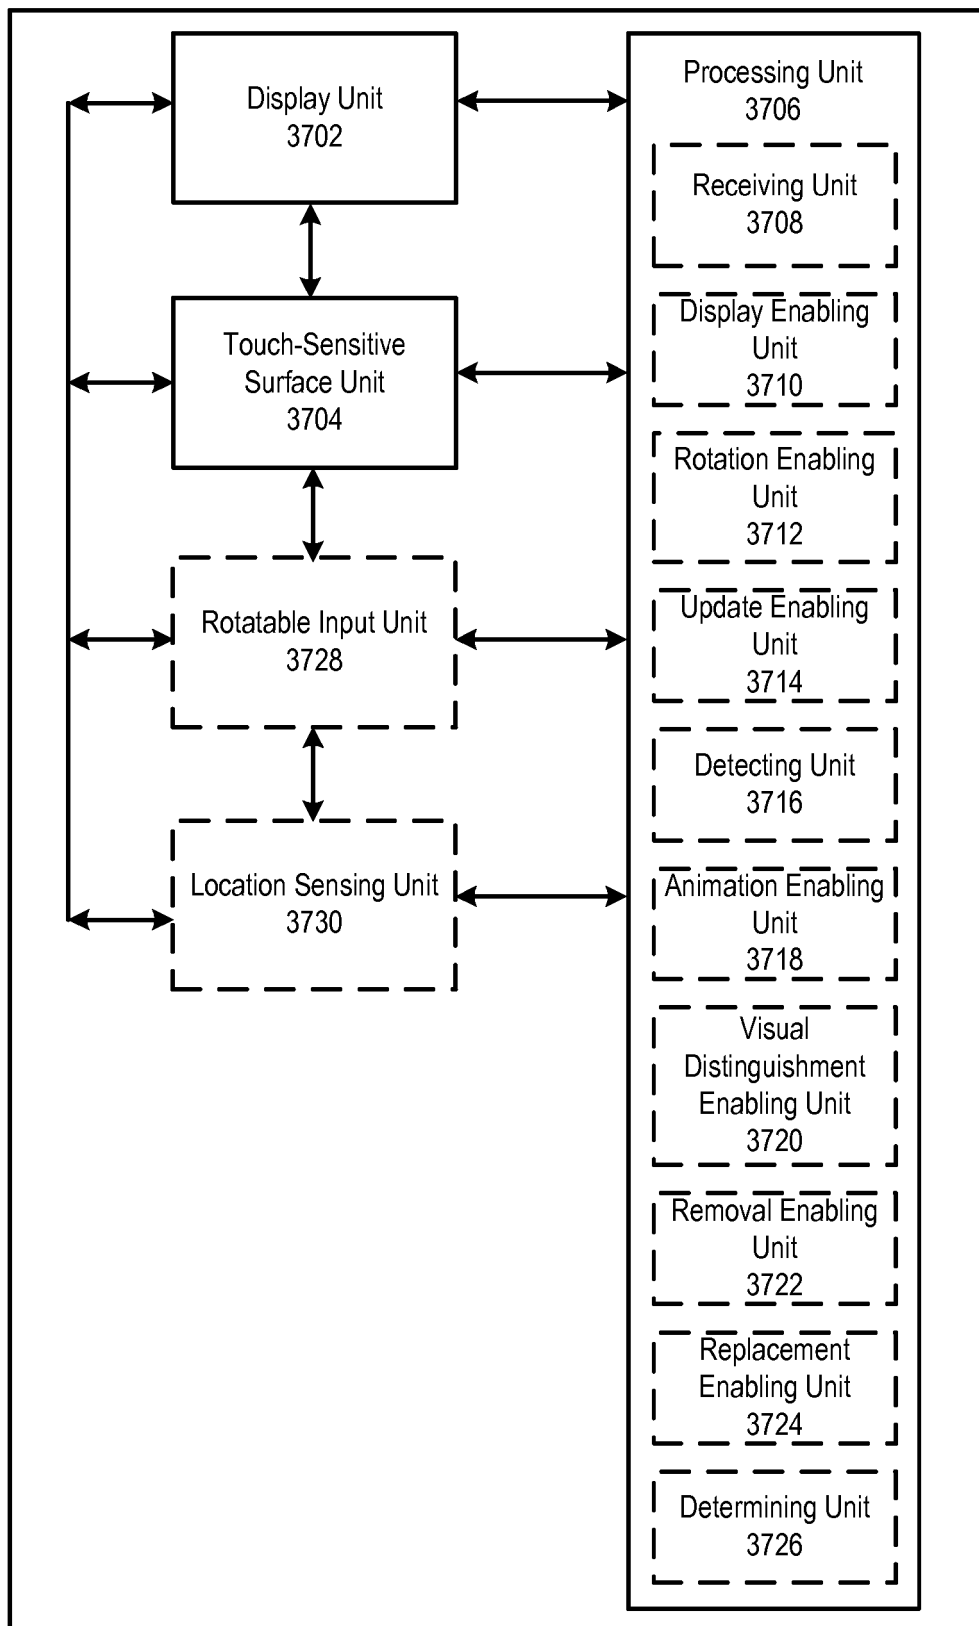 Display Unit
3702
Touch-Sensitive
Surface Unit
3704
Rotatable Input Unit
3728
Location Sensing Unit
3730
Processing Unit
3706
Receiving Unit
3708
Display Enabling
Unit
3710
Rotation Enabling
Unit
3712
Update Enabling
Unit
3714
Detecting Unit
3716
Animation Enabling
Unit
3718
Visual
Distinguishment
Enabling Unit
3720
Removal Enabling
Unit
3722
Replacement
Enabling Unit
3724
Determining Unit
3726